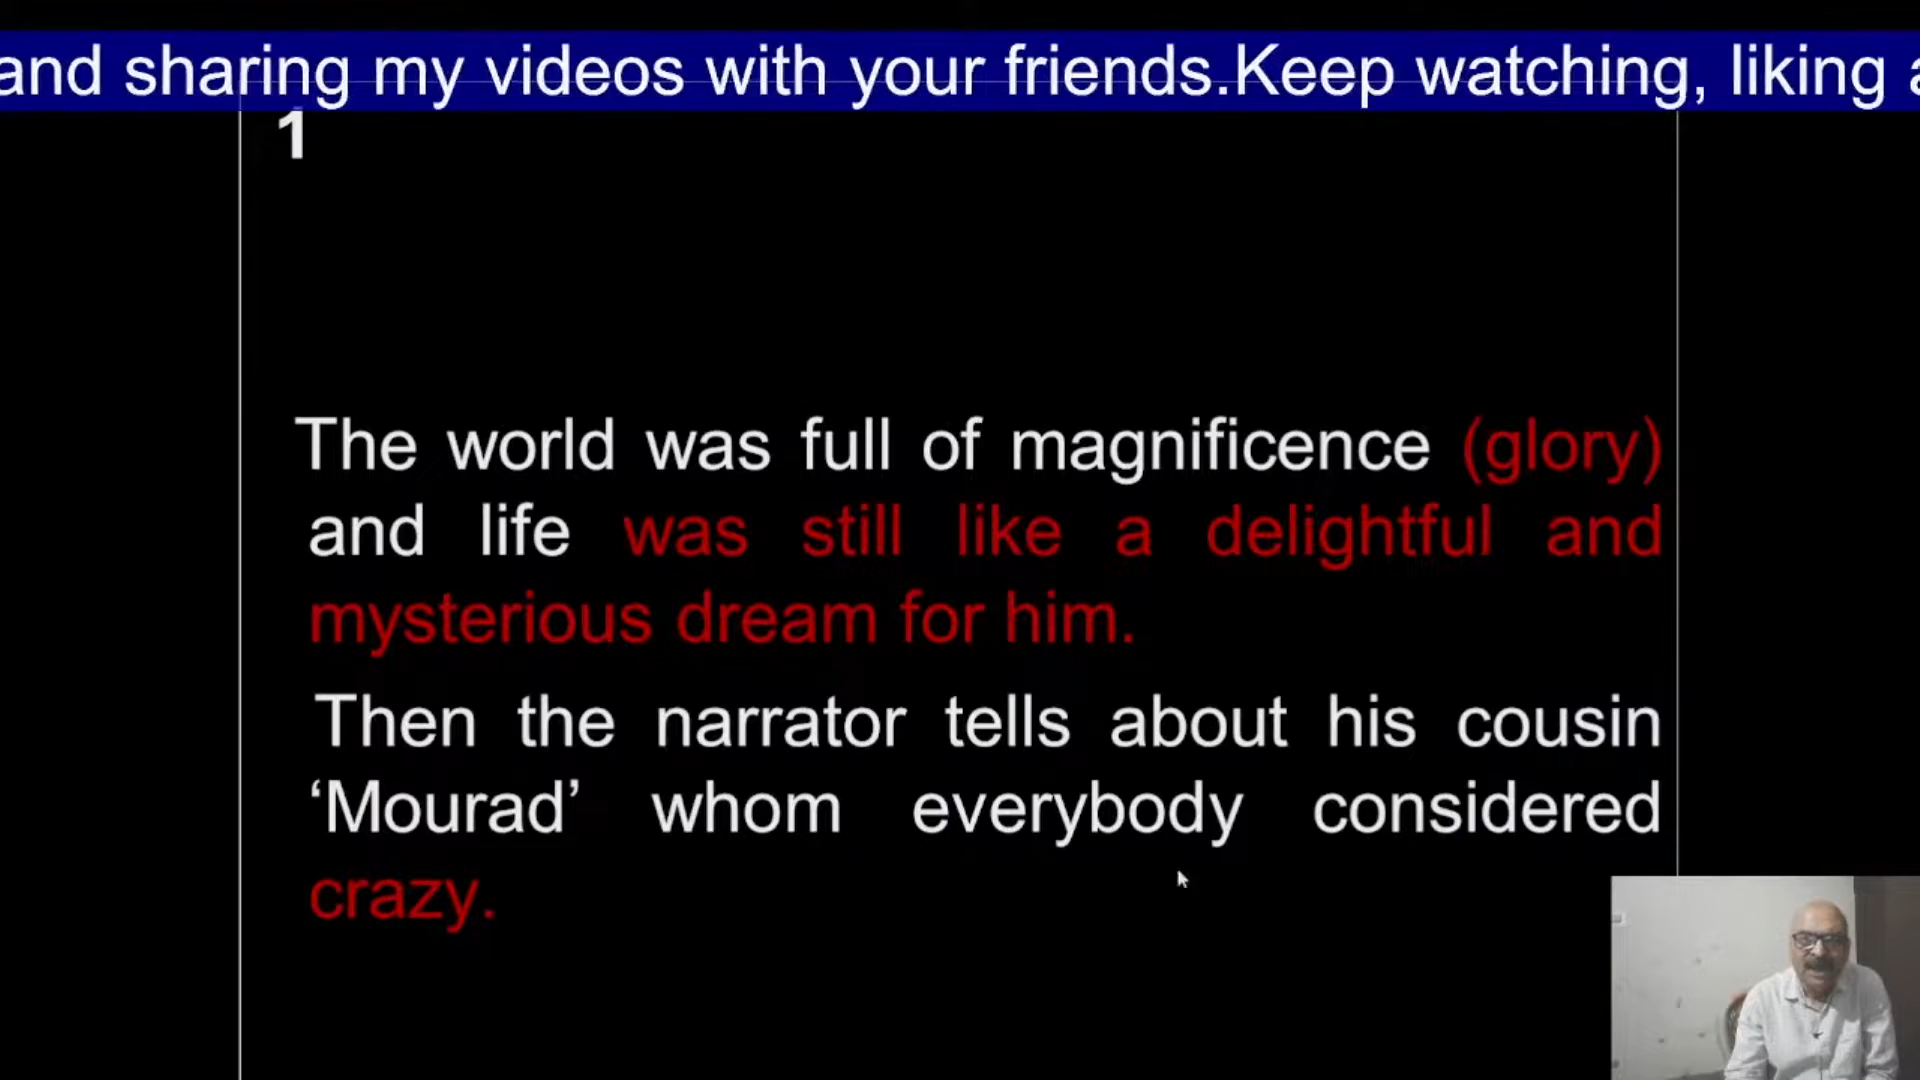 and sharing my videos with your friends.Keep watching, liking
1
The world was full of magnificence (glory)
and life was still like a delightful and
mysterious dream for him.
Then the narrator tells about his cousin
‘Mourad’ whom everybody considered
crazy.